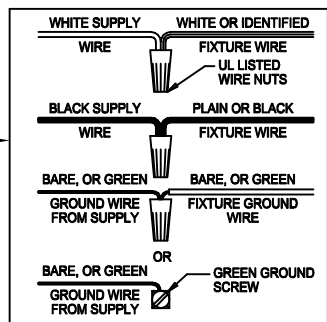 WHITE SUPPLY
WIRE
WHITE OR IDENTIFIED
FIXTURE WIRE
UL LISTED
WIRE NUTS
BLACK SUPPLY
WIRE
PLAIN OR BLACK
FIXTURE WIRE
BARE, OR GREEN
GROUND WIRE
FROM SUPPLY
BARE, OR GREEN
FIXTURE GROUND
WIRE
OR
BARE, OR GREEN
GROUND WIRE
FROM SUPPLY
GREEN GROUND
SCREW